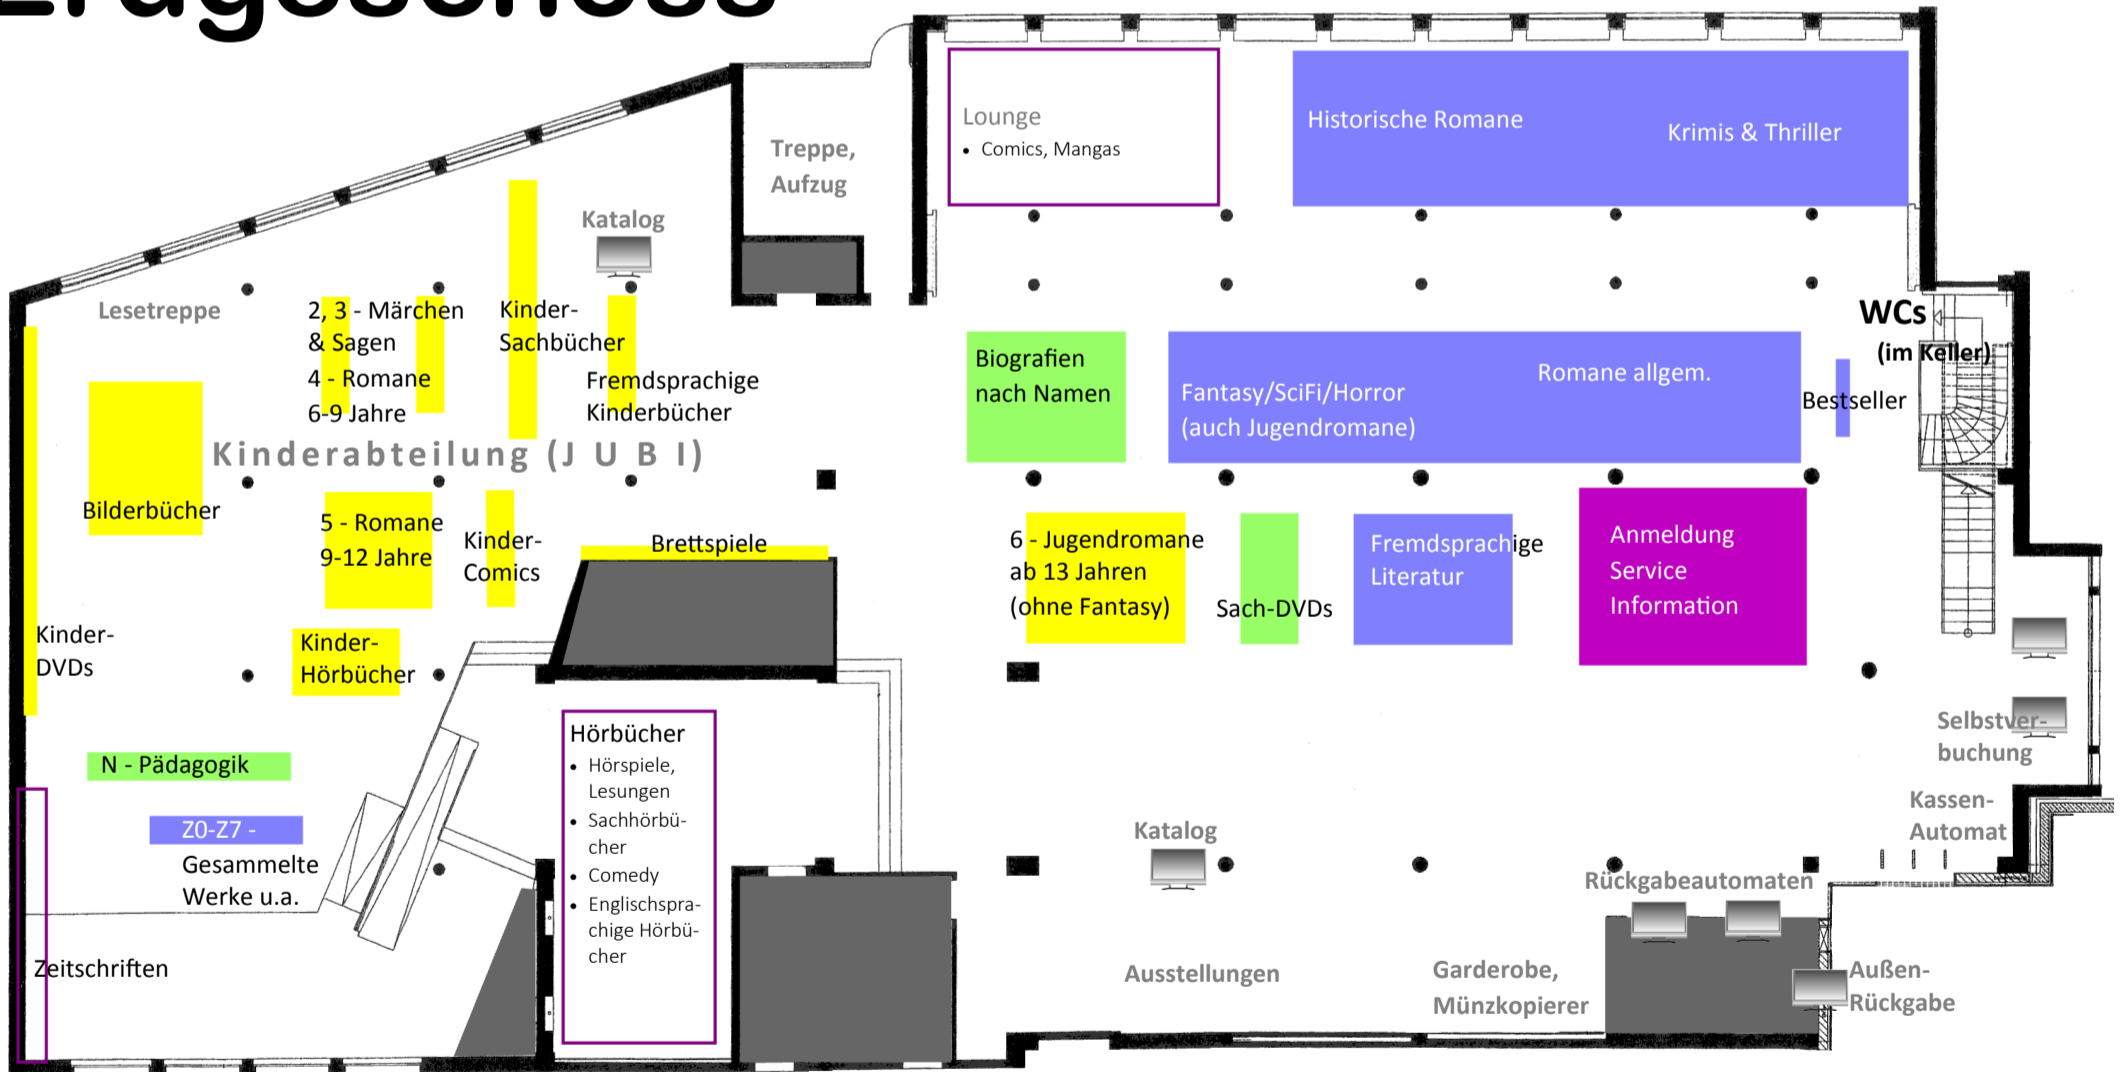 Erdgeschoss
Lounge
• Comics, Mangas
Historische Romane
Krimis & Thriller
Treppe,
Aufzug
Katalog
Lesetreppe
2, 3 - Märchen
& Sagen
4 - Romane
6-9 Jahre
Kinder-
Sachbücher
Fremdsprachige
Kinderbücher
Kinderabteilung (J U B I)
Bilderbücher
5 - Romane
9-12 Jahre
Kinder-
Comics
Brettspiele
Kinder-
DVDs
Kinder-
Hörbücher
N - Pädagogik
Z0-Z7 -
Gesammelte
Werke u.a.
Zeitschriften
Hörbücher
• Hörspiele,
Lesungen
• Sachhörbü-
cher
• Comedy
• Englischspra-
chige Hörbü-
cher
Biografien
nach Namen
Fantasy/SciFi/Horror
(auch Jugendromane)
Romane allgem.
Bestseller
WCs
(im Keller)
6 - Jugendromane
ab 13 Jahren
(ohne Fantasy)
Sach-DVDs
Fremdsprachige
Literatur
Anmeldung
Service
Information
Selbstver-
buchung
Kassen-
Automat
Katalog
Rückgabeautomaten
Ausstellungen
Garderobe,
Münzkopierer
Außen-
Rückgabe